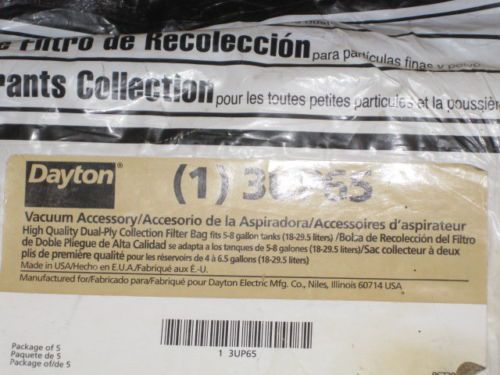 Filtro de Recolección para partículas finas y polvo
rants Collection pour les toutes petites particules et la poussière
Dayton® (1) 3UP65
Vacuum Accessory/Accesorio de la Aspiradora/Accessoires d'aspirateur
High Quality Dual-Ply Collection Filter Bag fits 5-8 gallon tanks (18-29.5 liters) /Bolsa de Recolección del Filtro
de Doble Pliegue de Alta Calidad se adapta a los tanques de 5-8 galones (18-29.5 liters)/Sac collecteur à deux
plis de première qualité pour les réservoirs de 4 à 6.5 gallons (18-29.5 liters)
Made in USA/Hecho en E.U.A./Fabriqué aux É.-U.
Manufactured for/Fabricado para/Fabriqué pour Dayton Electric Mfg. Co., Niles, Illinois 60714 USA
Package of 5
Paquete de 5
Package of/de 5
1 3UP65